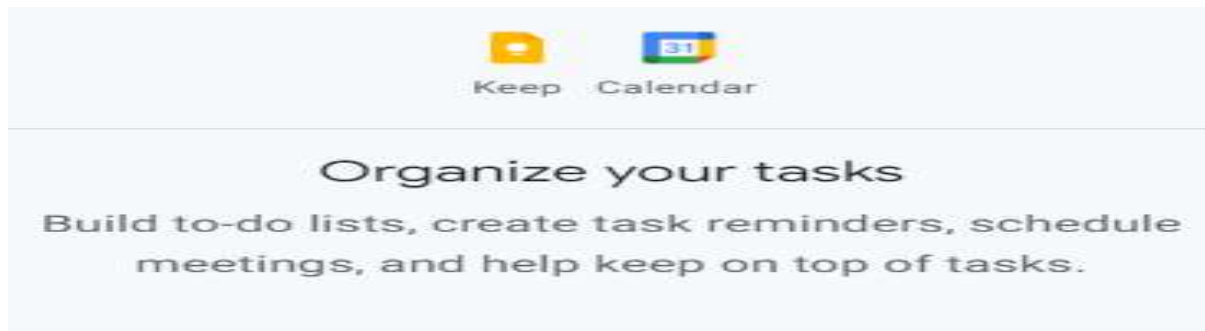 31
Keep Calendar
Organize your tasks
Build to-do lists, create task reminders, schedule
meetings, and help keep on top of tasks.